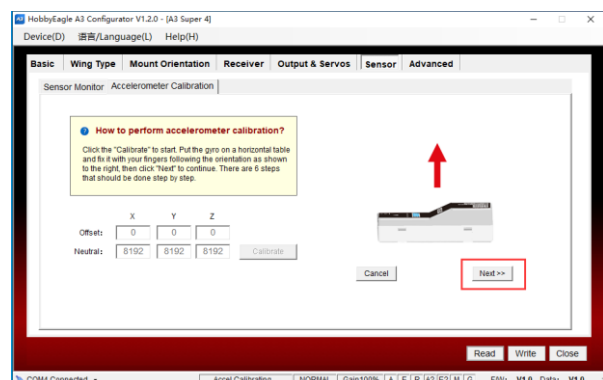 HobbyEagle A3 Configurator V1.2.0 - [A3 Super 4]
Device(D) 语言/Language(L) Help(H)
Basic Wing Type Mount Orientation Receiver Output & Servos Sensor Advanced
Sensor Monitor Accelerometer Calibration
How to perform accelerometer calibration?
Click the "Calibrate" to start. Put the gyro on a horizontal table
and fix it with your fingers following the orientation as shown
to the right, then click "Next" to continue. There are 6 steps
that should be done step by step.
X Y Z
Offset: 0 0 0
Neutral: 8192 8192 8192 Calibrate
Cancel Next >>
Read Write Close
COM4 Connected Accel Calibration NORMAL Gain100% A E R A2 E2 M G FW: V1.0 Data: V1.0